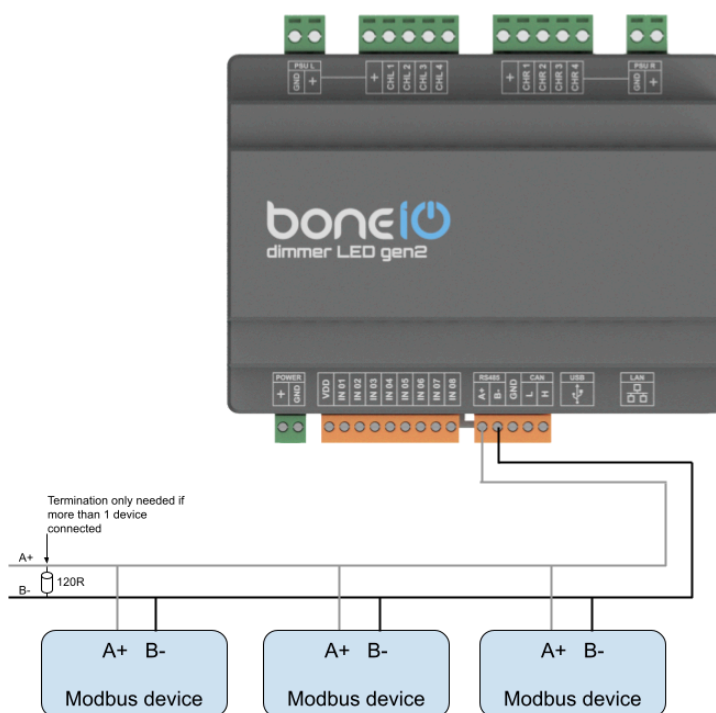 PSU L
GND
+
+
CHL 1
CHL 2
CHL 3
CHL 4
+
CHR 1
CHR 2
CHR 3
CHR 4
PSU R
GND
+
boneIO
dimmer LED gen2
POWER
+
GND
VDD
IN 01
IN 02
IN 03
IN 04
IN 05
IN 06
IN 07
IN 08
RS485
A+
B-
GND
CAN
L
H
USB
LAN
Termination only needed if
more than 1 device
connected
A+
120R
B-
A+ B-
Modbus device
A+ B-
Modbus device
A+ B-
Modbus device